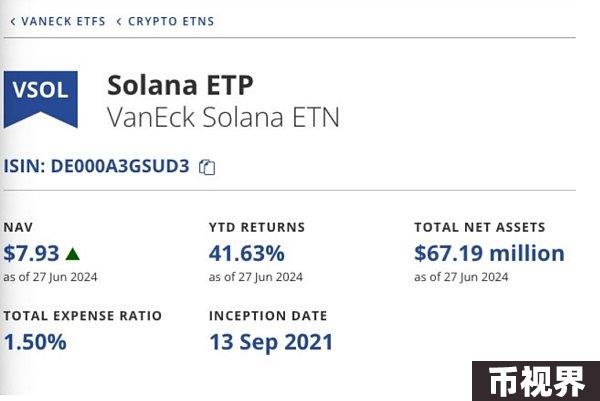 ‹ VANECK ETFS ‹ CRYPTO ETNS
VSOL
Solana ETP
VanEck Solana ETN
ISIN: DE000A3GSUD3
NAV
$7.93 ▲
as of 27 Jun 2024
YTD RETURNS
41.63%
as of 27 Jun 2024
TOTAL NET ASSETS
$67.19 million
as of 27 Jun 2024
TOTAL EXPENSE RATIO
1.50%
INCEPTION DATE
13 Sep 2021
币视界